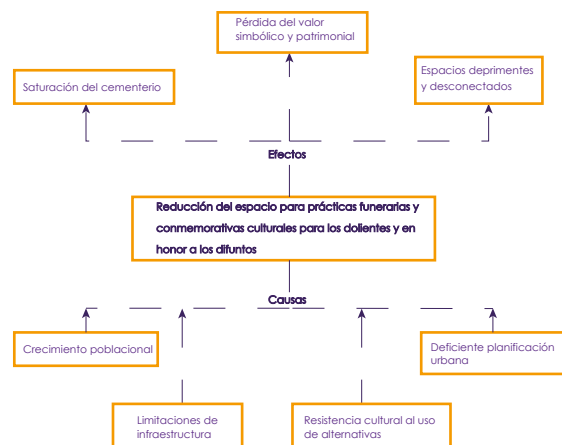 Pérdida del valor
simbólico y patrimonial
Saturación del cementerio
Espacios deprimentes
y desconectados
Efectos
Reducción del espacio para prácticas funerarias y
conmemorativas culturales para los dolientes y en
honor a los difuntos
Causas
Crecimiento poblacional
Deficiente planificación
urbana
Limitaciones de
infraestructura
Resistencia cultural al uso
de alternativas